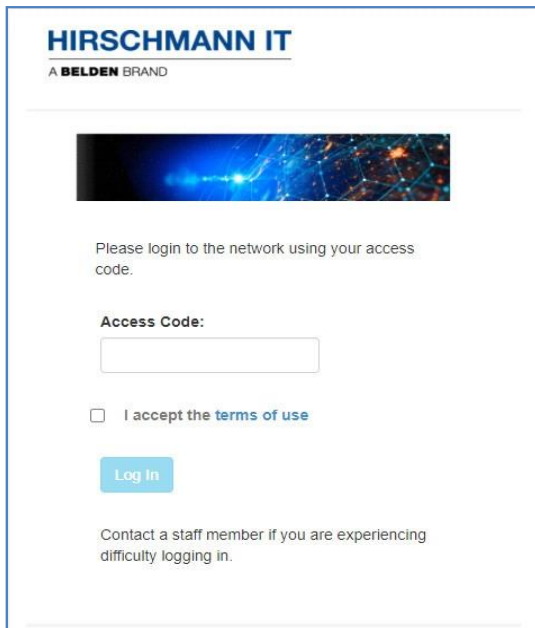 HIRSCHMANN IT
A BELDEN BRAND
Please login to the network using your access
code.
Access Code:
I accept the terms of use
Log In
Contact a staff member if you are experiencing
difficulty logging in.